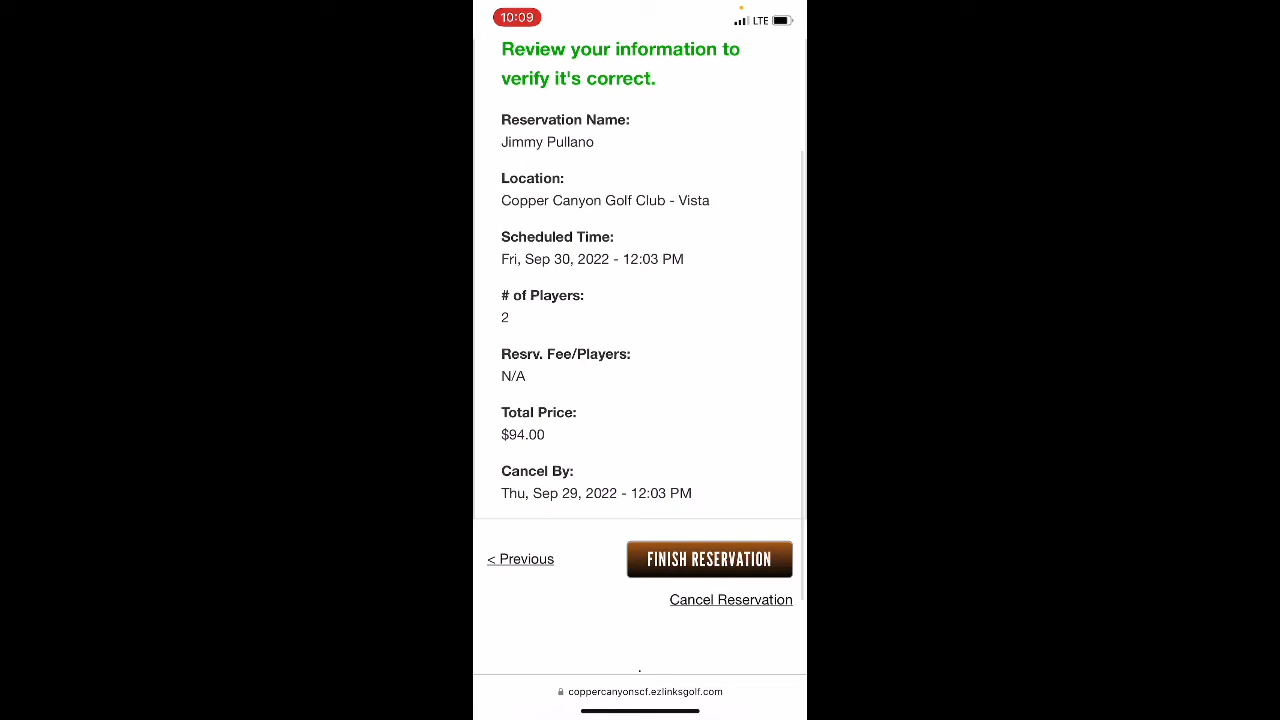 10:09
LTE
Review your information to
verify it's correct.
Reservation Name:
Jimmy Pullano
Location:
Copper Canyon Golf Club - Vista
Scheduled Time:
Fri, Sep 30, 2022 - 12:03 PM
# of Players:
2
Resrv. Fee/Players:
N/A
Total Price:
$94.00
Cancel By:
Thu, Sep 29, 2022 - 12:03 PM
< Previous
FINISH RESERVATION
Cancel Reservation
.
coppercanyonscf.ezlinksgolf.com